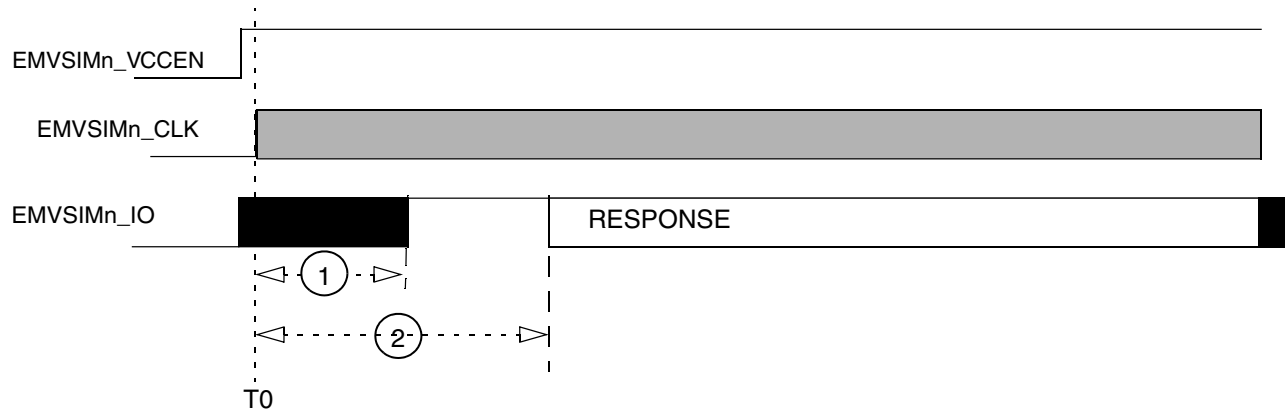 EMVSIMn_VCCEN
EMVSIMn_CLK
EMVSIMn_IO
RESPONSE
1
2
T0